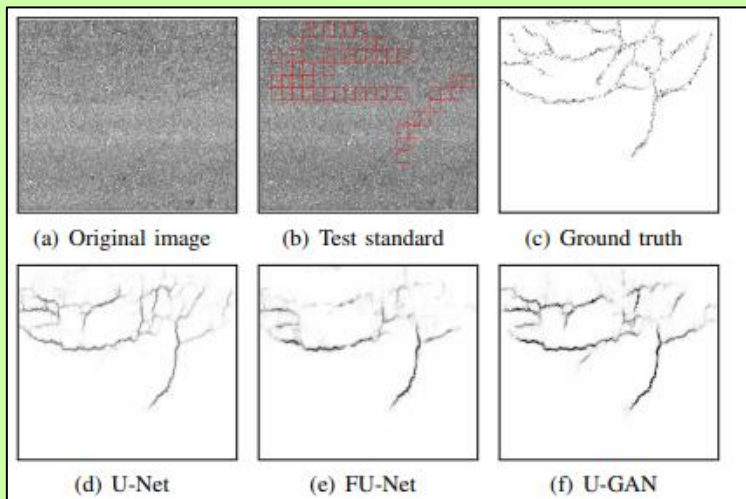 (a) Original image
(b) Test standard
(c) Ground truth
(d) U-Net
(e) FU-Net
(f) U-GAN